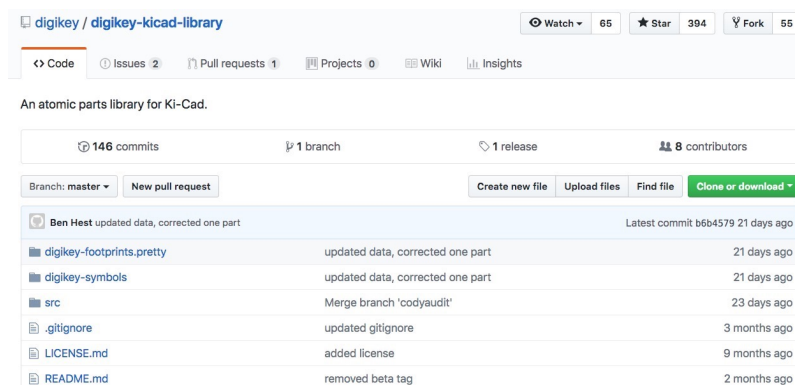 digikey / digikey-kicad-library Watch 65 Star 394 Fork 55
Code Issues 2 Pull requests 1 Projects 0 Wiki Insights
An atomic parts library for Ki-Cad.
146 commits 1 branch 1 release 8 contributors
Branch: master New pull request Create new file Upload files Find file Clone or download
Ben Hest updated data, corrected one part Latest commit b6b4579 21 days ago
digikey-footprints.pretty updated data, corrected one part 21 days ago
digikey-symbols updated data, corrected one part 21 days ago
src Merge branch 'codyaudit' 23 days ago
.gitignore updated gitignore 3 months ago
LICENSE.md added license 9 months ago
README.md removed beta tag 2 months ago